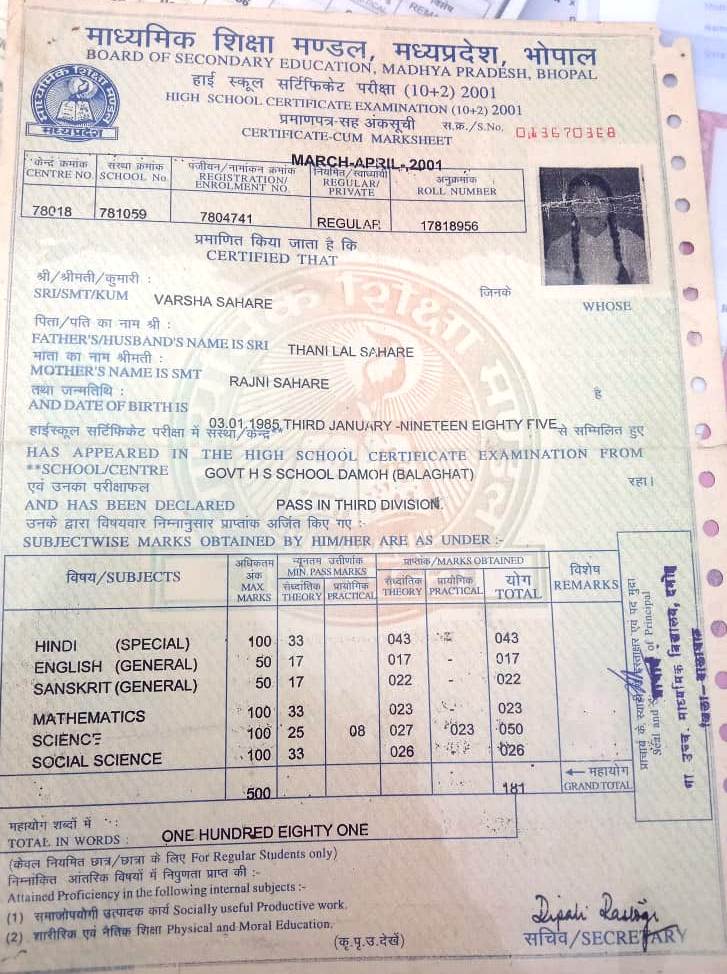 माध्यमिक शिक्षा मण्डल, मध्यप्रदेश, भोपाल
BOARD OF SECONDARY EDUCATION, MADHYA PRADESH, BHOPAL
हाई स्कूल सर्टिफिकेट परीक्षा (10+2) 2001
HIGH SCHOOL CERTIFICATE EXAMINATION (10+2) 2001
प्रमाणपत्र-सह अंकसूची स.क्र./S.No.
CERTIFICATE-CUM MARKSHEET
मध्यप्रदेश
MARCH-APRIL-2001
केन्द्र क्रमांक संस्था क्रमांक पंजीयन/नामांकन क्रमांक नियमित/स्वाध्यायी अनुक्रमांक
CENTRE NO. SCHOOL No. REGISTRATION/ENROLMENT NO. REGULAR/PRIVATE ROLL NUMBER
78018 781059 7804741 REGULAR 17818956
प्रमाणित किया जाता है कि
CERTIFIED THAT
श्री/श्रीमती/कुमारी : जिनके
SRI/SMT/KUM VARSHA SAHARE WHOSE
पिता/पति का नाम श्री :
FATHER'S/HUSBAND'S NAME IS SRI THANI LAL SAHARE
माता का नाम श्रीमती :
MOTHER'S NAME IS SMT RAJNI SAHARE
तथा जन्मतिथि : है
AND DATE OF BIRTH IS 03.01.1985,THIRD JANUARY -NINETEEN EIGHTY FIVE
हाईस्कूल सर्टिफिकेट परीक्षा में संस्था/केन्द्र** से सम्मिलित हुए
HAS APPEARED IN THE HIGH SCHOOL CERTIFICATE EXAMINATION FROM
**SCHOOL/CENTRE GOVT H S SCHOOL DAMOH (BALAGHAT)
एवं उनका परीक्षाफल रहा।
AND HAS BEEN DECLARED PASS IN THIRD DIVISION.
उनके द्वारा विषयवार निम्नानुसार प्राप्तांक अर्जित किए गए :-
SUBJECTWISE MARKS OBTAINED BY HIM/HER ARE AS UNDER :-
विषय/SUBJECTS अधिकतम अंक MAX. MARKS न्यूनतम उत्तीर्णांक MIN. PASS MARKS प्राप्तांक/MARKS OBTAINED विशेष REMARKS
सैध्दांतिक THEORY प्रायोगिक PRACTICAL सैध्दांतिक THEORY प्रायोगिक PRACTICAL योग TOTAL
HINDI (SPECIAL) 100 33 043 043
ENGLISH (GENERAL) 50 17 017 - 017
SANSKRIT (GENERAL) 50 17 022 - 022
MATHEMATICS 100 33 023 023
SCIENCE 100 25 08 027 023 050
SOCIAL SCIENCE 100 33 026 026
500 181 ← महायोग
GRAND TOTAL
Seal and of Principal
महायोग शब्दों में :
TOTAL IN WORDS : ONE HUNDRED EIGHTY ONE
(केवल नियमित छात्र/छात्रा के लिए For Regular Students only)
निम्नांकित आंतरिक विषयों में निपुणता प्राप्त की :-
Attained Proficiency in the following internal subjects :-
(1) समाजोपयोगी उत्पादक कार्य Socially useful Productive work.
(2) शारीरिक एवं नैतिक शिक्षा Physical and Moral Education.
(कृ.पृ.उ.देखें)
Dipali Rastogi
सचिव/SECRETARY